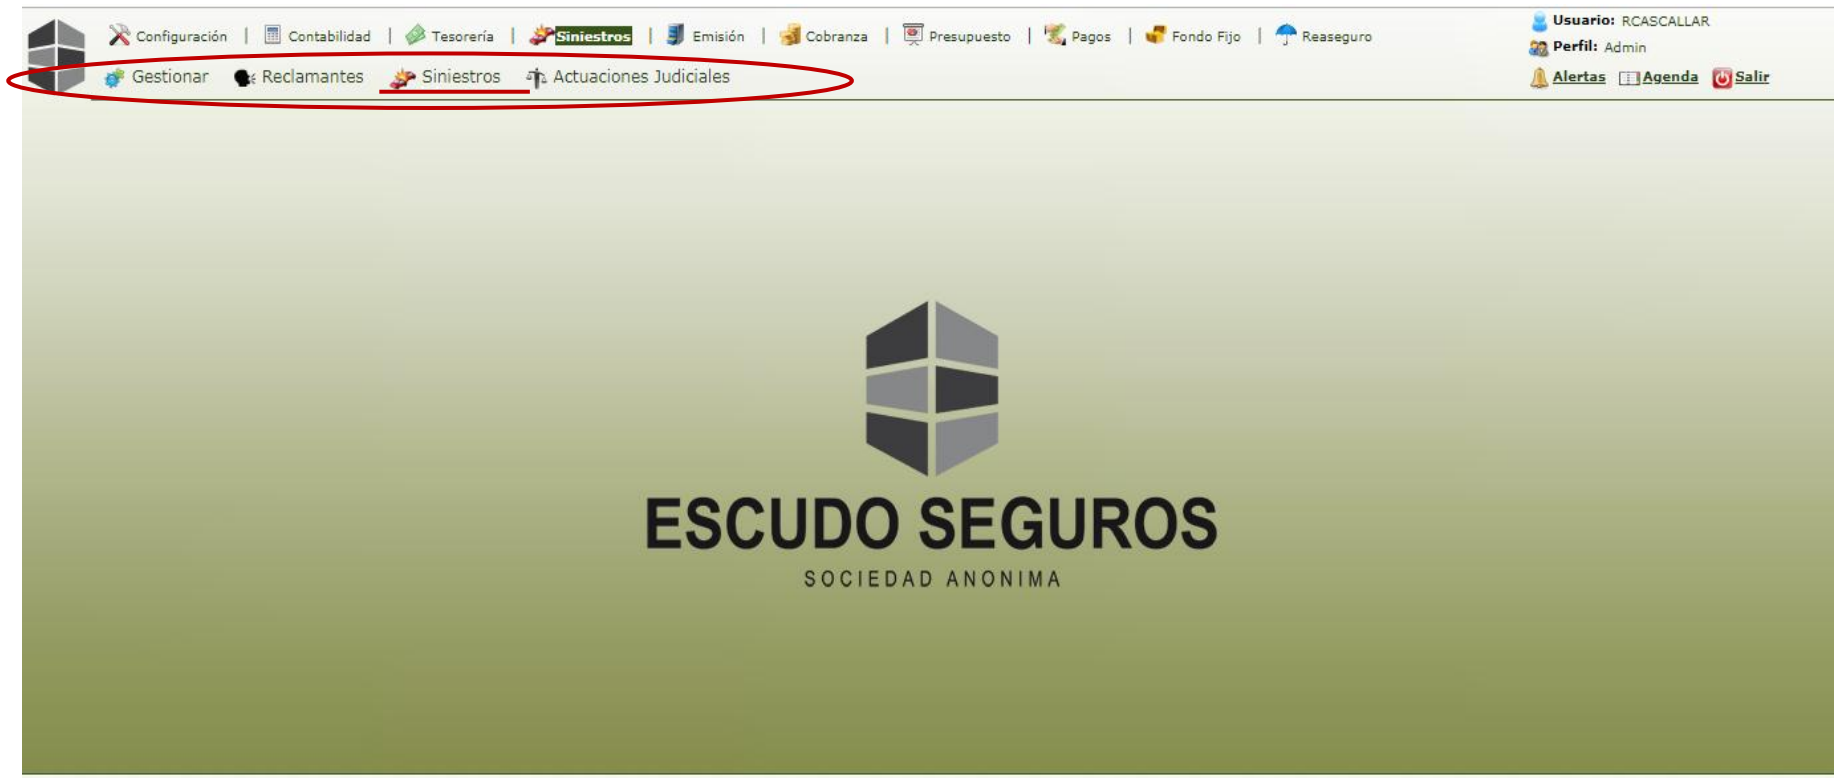 Configuración | Contabilidad | Tesorería | Siniestros | Emisión | Cobranza | Presupuesto | Pagos | Fondo Fijo | Reaseguro
Gestionar Reclamantes Siniestros Actuaciones Judiciales
Usuario: RCASCALLAR
Perfil: Admin
Alertas Agenda Salir
ESCUDO SEGUROS
SOCIEDAD ANONIMA